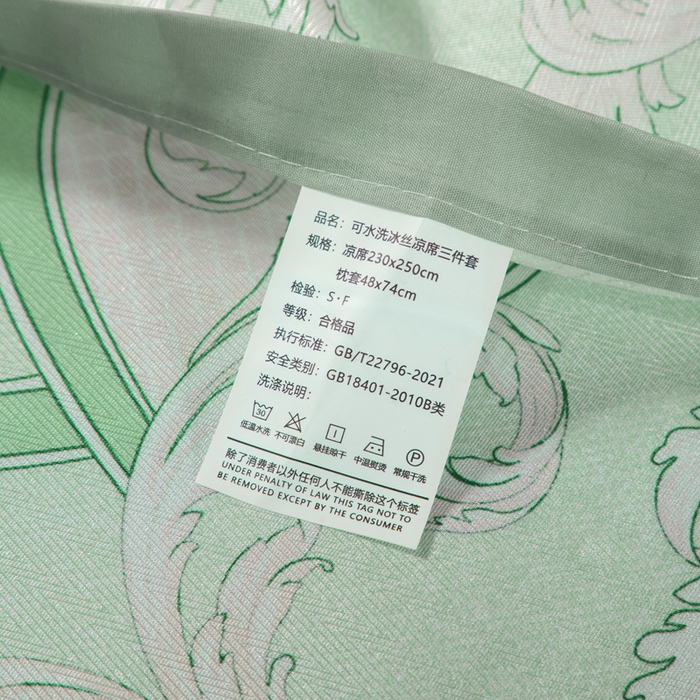 品名：可水洗冰丝凉席三件套
规格：凉席230x250cm
枕套48x74cm
检验：S·F
等级：合格品
执行标准：GB/T22796-2021
安全类别：GB18401-2010B类
洗涤说明：
30
低温水洗 不可漂白 悬挂晾干 中温熨烫 常规干洗
P
除了消费者以外任何人不能撕除这个标签
UNDER PENALTY OF LAW THIS TAG NOT TO
BE REMOVED EXCEPT BY THE CONSUMER